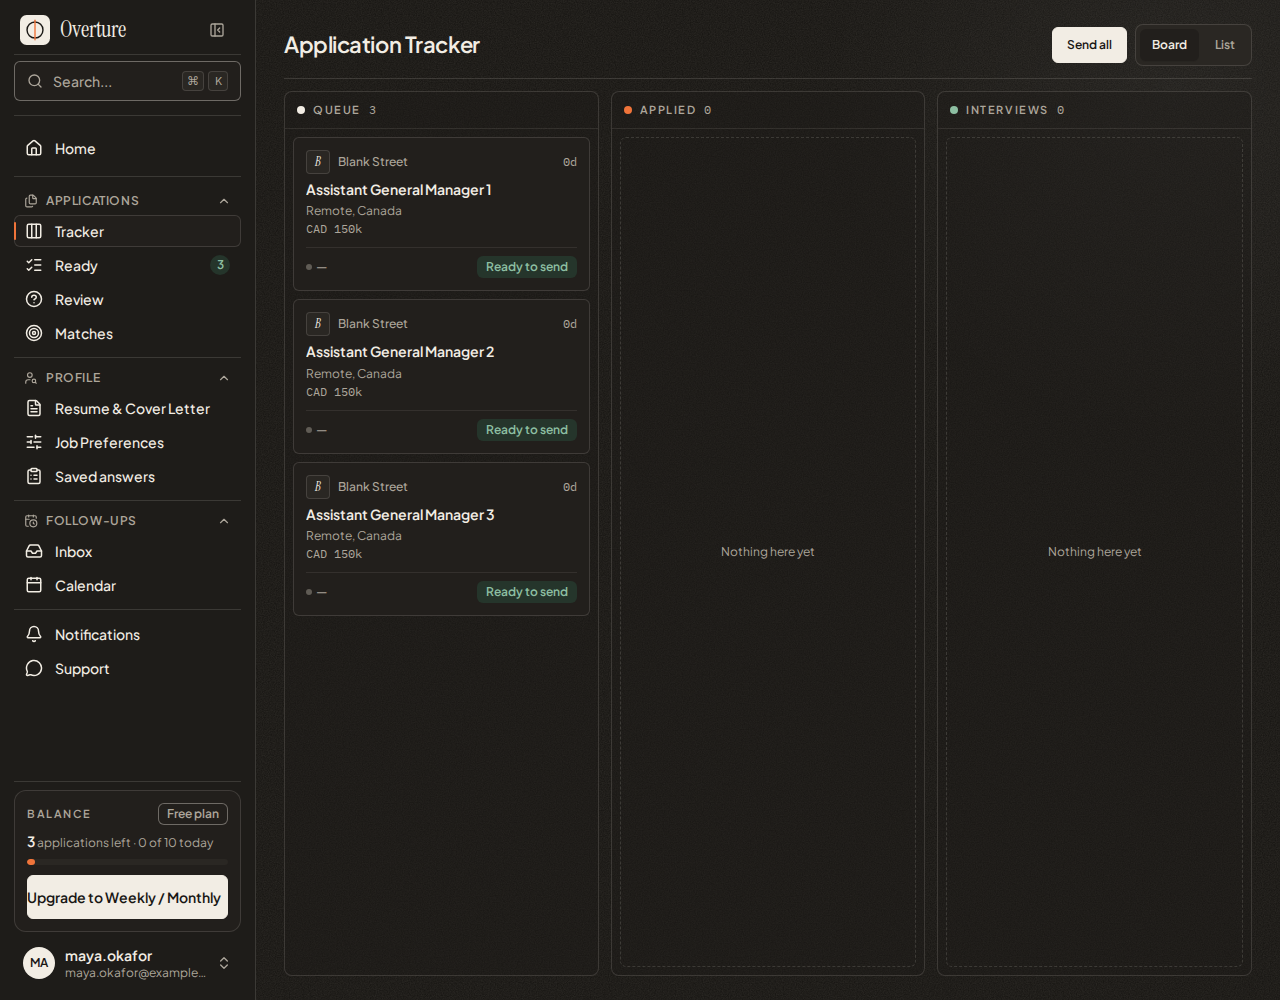 Overture
Search...
⌘ K
Home
APPLICATIONS
Tracker
Ready 3
Review
Matches
PROFILE
Resume & Cover Letter
Job Preferences
Saved answers
FOLLOW-UPS
Inbox
Calendar
Notifications
Support
BALANCE Free plan
3 applications left · 0 of 10 today
Upgrade to Weekly / Monthly
MA
maya.okafor
maya.okafor@example...
Application Tracker
Send all
Board
List
QUEUE 3
B Blank Street 0d
Assistant General Manager 1
Remote, Canada
CAD 150k
— Ready to send
B Blank Street 0d
Assistant General Manager 2
Remote, Canada
CAD 150k
— Ready to send
B Blank Street 0d
Assistant General Manager 3
Remote, Canada
CAD 150k
— Ready to send
APPLIED 0
Nothing here yet
INTERVIEWS 0
Nothing here yet